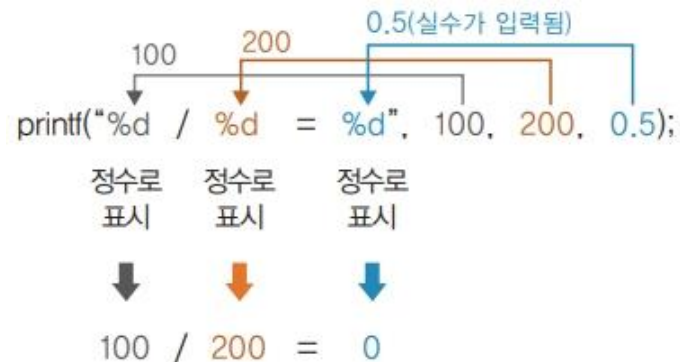 0.5(실수가 입력됨)
100 200
printf(“%d / %d = %d”, 100, 200, 0.5);
정수로 정수로 정수로
표시 표시 표시
100 / 200 = 0